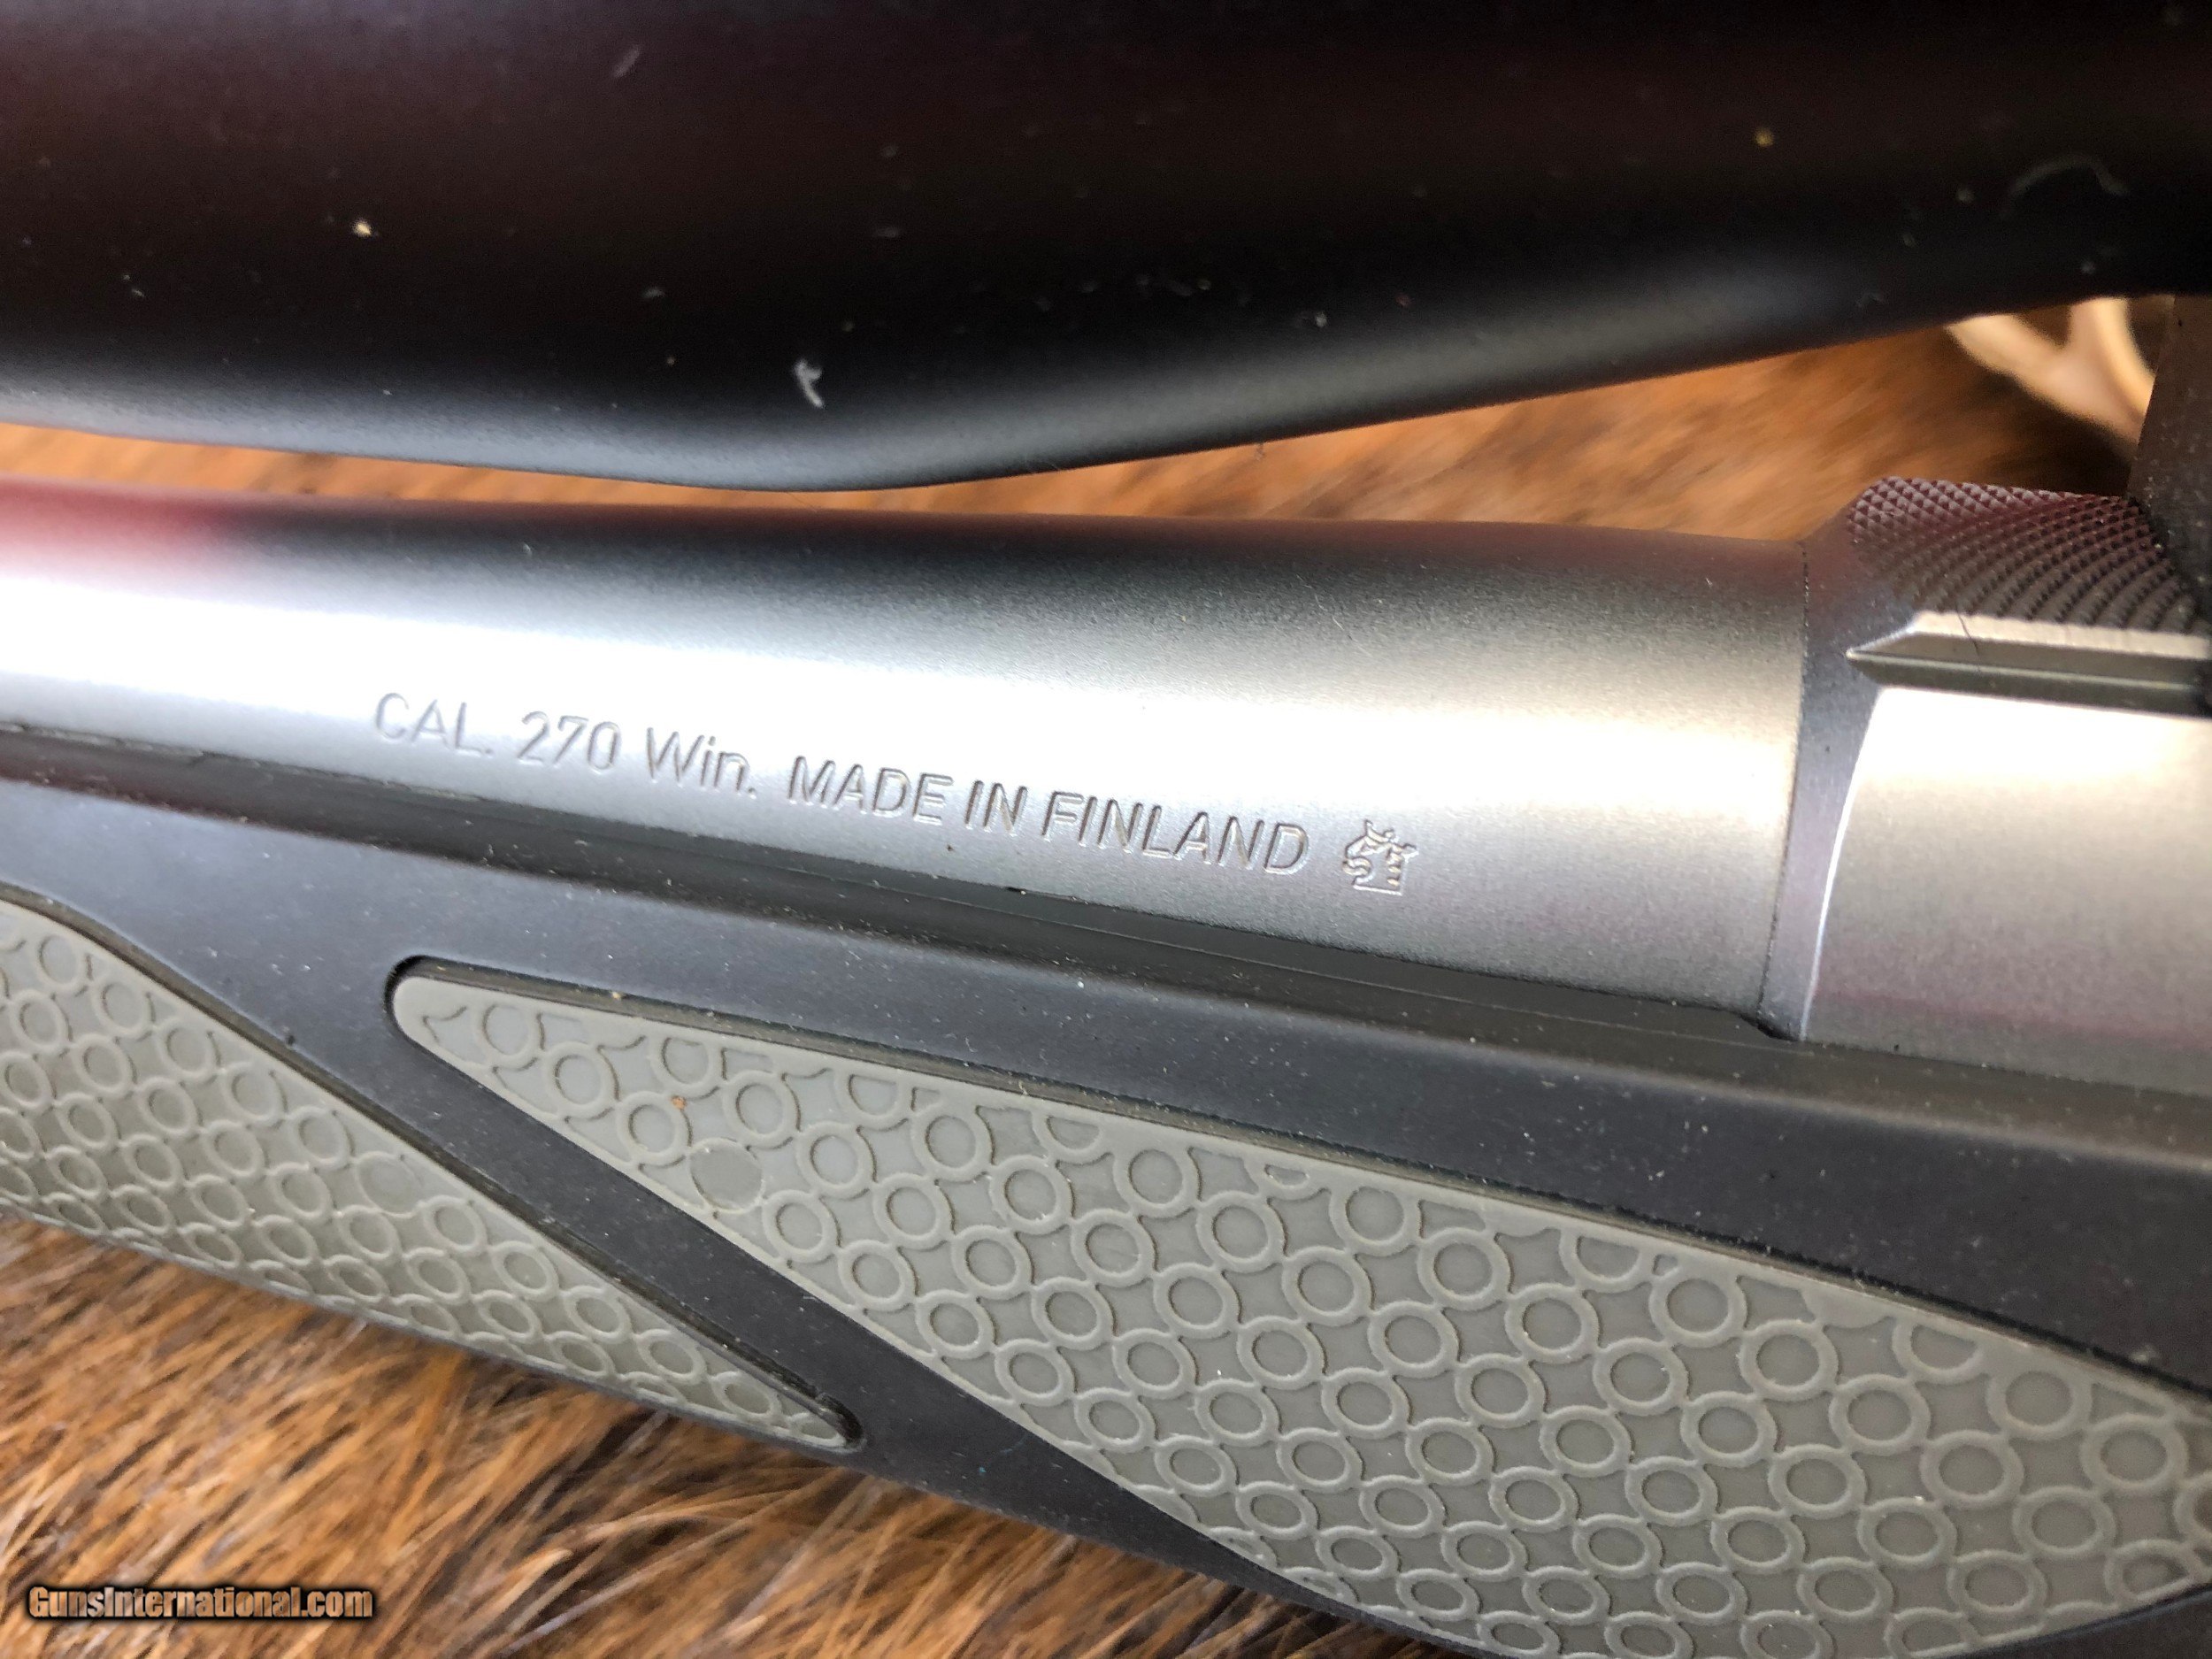 CAL. 270 Win. MADE IN FINLAND
GunsInternational.com